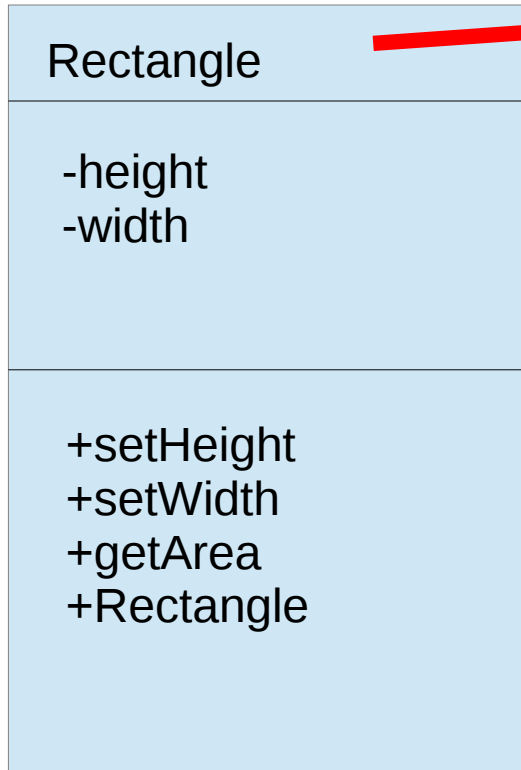 Rectangle
-height
-width
+setHeight
+setWidth
+getArea
+Rectangle